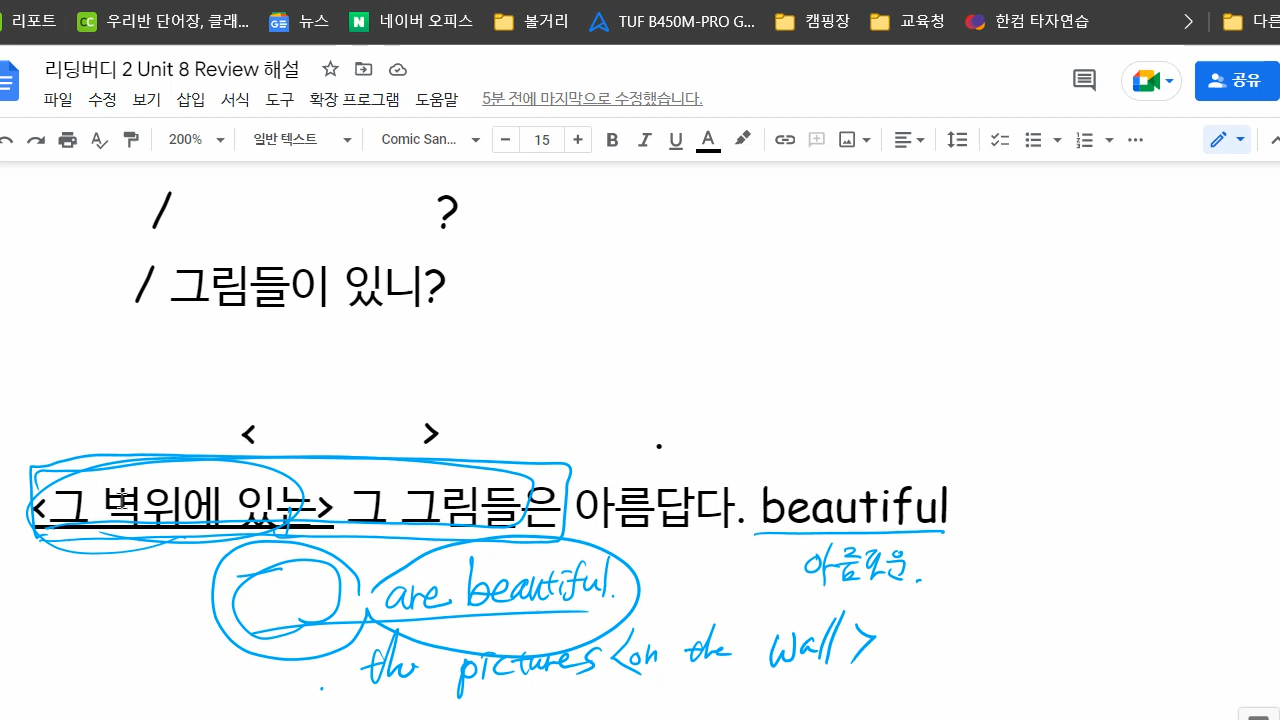 리포트 우리반 단어장, 클래... 뉴스 네이버 오피스 볼거리 TUF B450M-PRO G... 캠핑장 교육청 한컴 타자연습 다른
리딩버디 2 Unit 8 Review 해설
파일 수정 보기 삽입 서식 도구 확장 프로그램 도움말 5분 전에 마지막으로 수정했습니다. 공유
200% 일반 텍스트 Comic San... 15
/ ?
/ 그림들이 있니?
< > .
<그 벽위에 있는> 그 그림들은 아름답다. beautiful
아름다운.
are beautiful.
the pictures <on the wall>